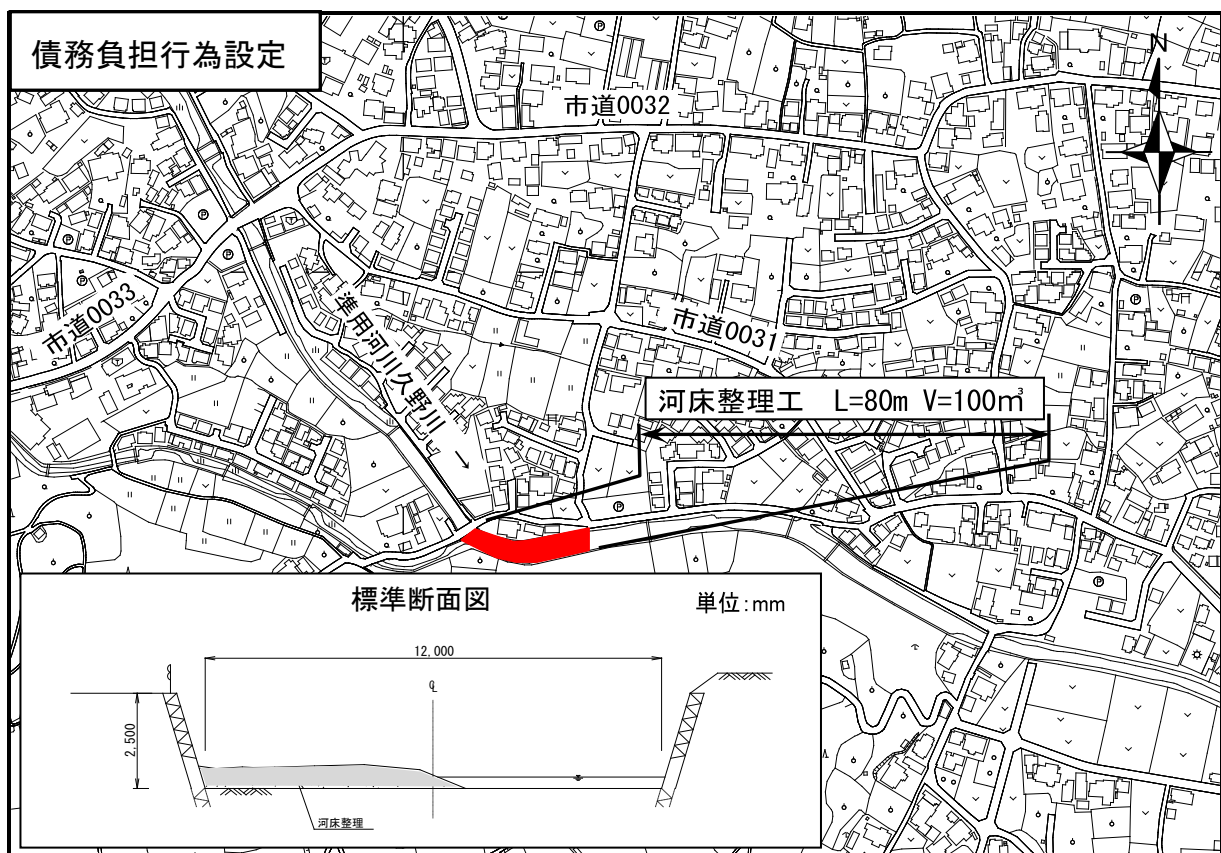 債務負担行為設定
N
市道0032
市道0033
準用河川久野川
→
市道0031
河床整理工 L=80m V=100㎥
標準断面図
単位:mm
12,000
℄
2,500
河床整理